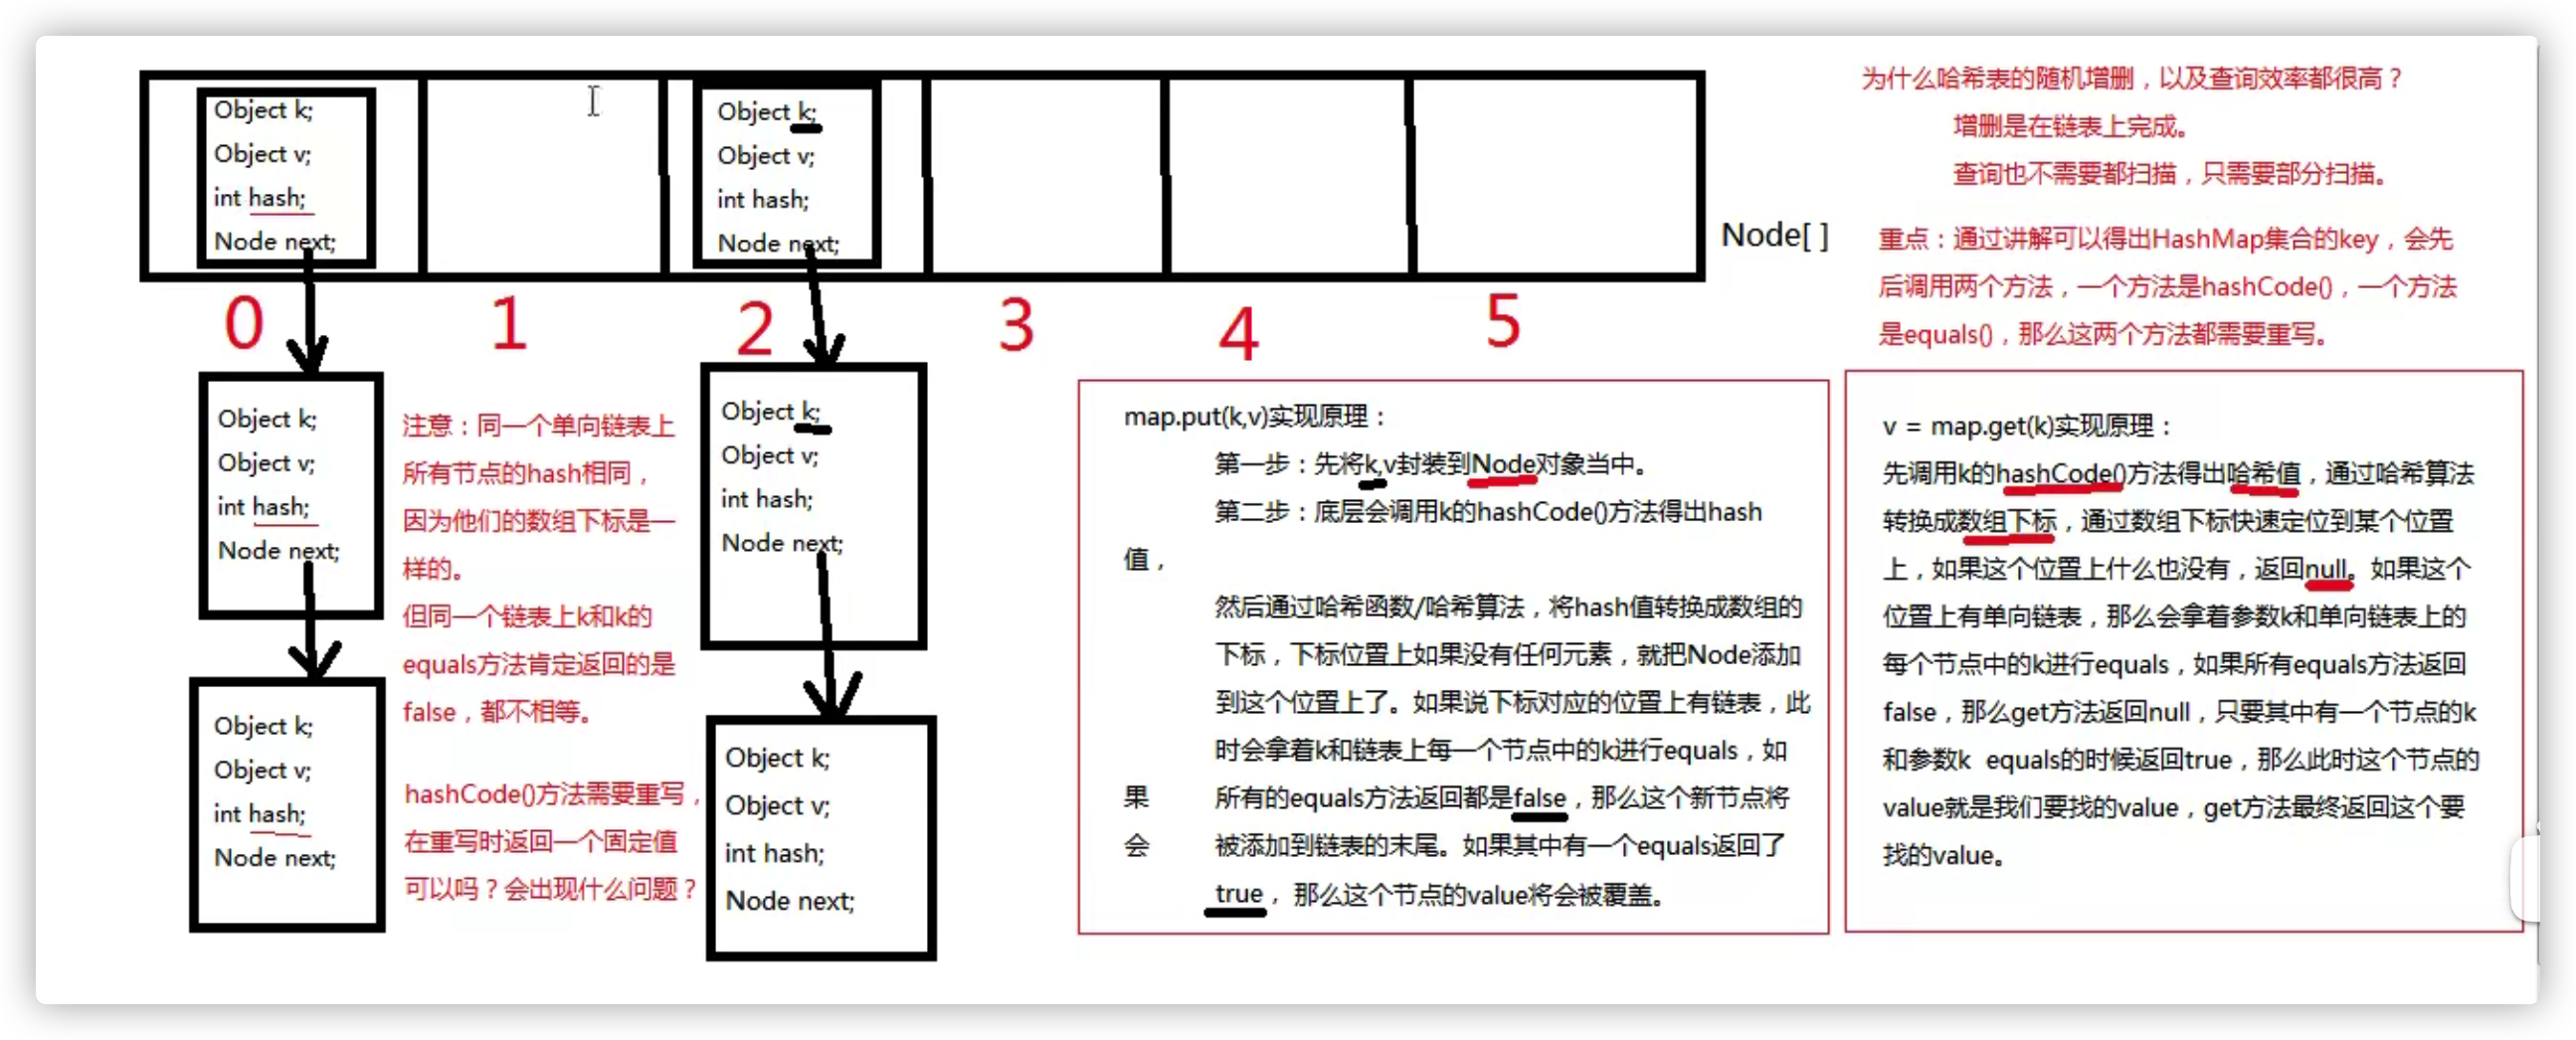 Object k;
Object v;
int hash;
Node next;
Object k;
Object v;
int hash;
Node next;
Node[ ]
0
1
2
3
4
5
Object k;
Object v;
int hash;
Node next;
Object k;
Object v;
int hash;
Node next;
注意：同一个单向链表上
所有节点的hash相同，
因为他们的数组下标是一
样的。
但同一个链表上k和k的
equals方法肯定返回的是
false，都不相等。
hashCode()方法需要重写，
在重写时返回一个固定值
可以吗？会出现什么问题？
Object k;
Object v;
int hash;
Node next;
Object k;
Object v;
int hash;
Node next;
为什么哈希表的随机增删，以及查询效率都很高？
增删是在链表上完成。
查询也不需要都扫描，只需要部分扫描。
重点：通过讲解可以得出HashMap集合的key，会先
后调用两个方法，一个方法是hashCode()，一个方法
是equals()，那么这两个方法都需要重写。
map.put(k,v)实现原理：
第一步：先将k,v封装到Node对象当中。
第二步：底层会调用k的hashCode()方法得出hash
值，
然后通过哈希函数/哈希算法，将hash值转换成数组的
下标，下标位置上如果没有任何元素，就把Node添加
到这个位置上了。如果说下标对应的位置上有链表，此
时会拿着k和链表上每一个节点中的k进行equals，如
果 所有的equals方法返回都是false，那么这个新节点将
会 被添加到链表的末尾。如果其中有一个equals返回了
true，那么这个节点的value将会被覆盖。
v = map.get(k)实现原理：
先调用k的hashCode()方法得出哈希值，通过哈希算法
转换成数组下标，通过数组下标快速定位到某个位置
上，如果这个位置上什么也没有，返回null。如果这个
位置上有单向链表，那么会拿着参数k和单向链表上的
每个节点中的k进行equals，如果所有equals方法返回
false，那么get方法返回null，只要其中有一个节点的k
和参数k equals的时候返回true，那么此时这个节点的
value就是我们要找的value，get方法最终返回这个要
找的value。